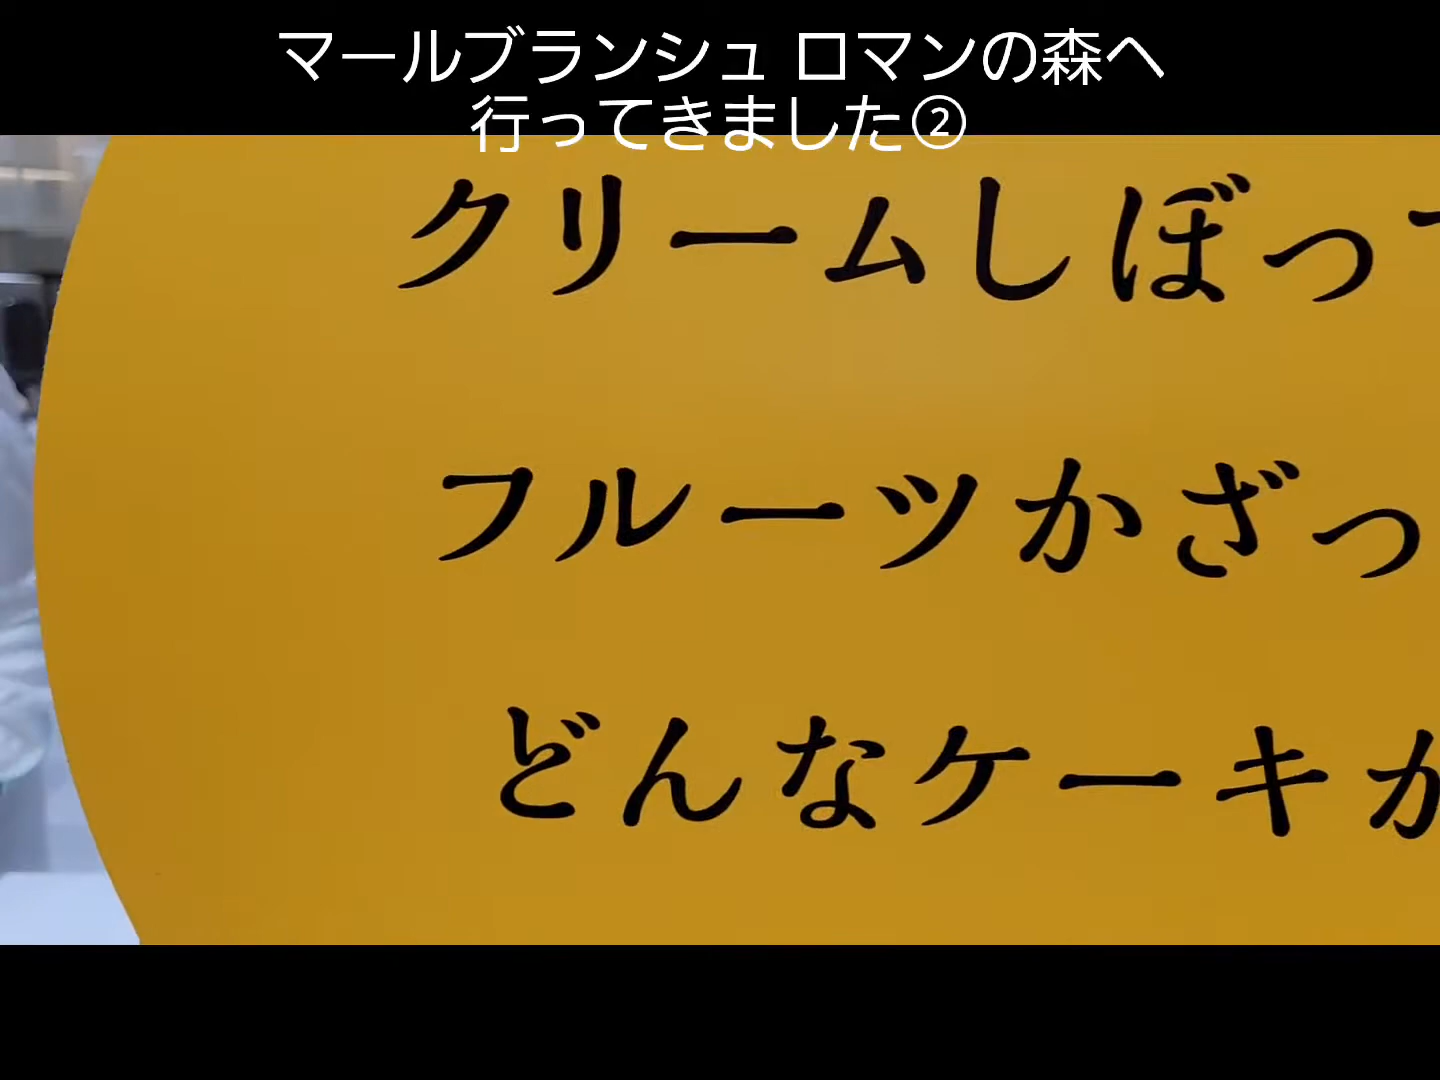 マールブランシュ ロマンの森へ
行ってきました②
クリームしぼっ
フルーツかざっ
どんなケーキ